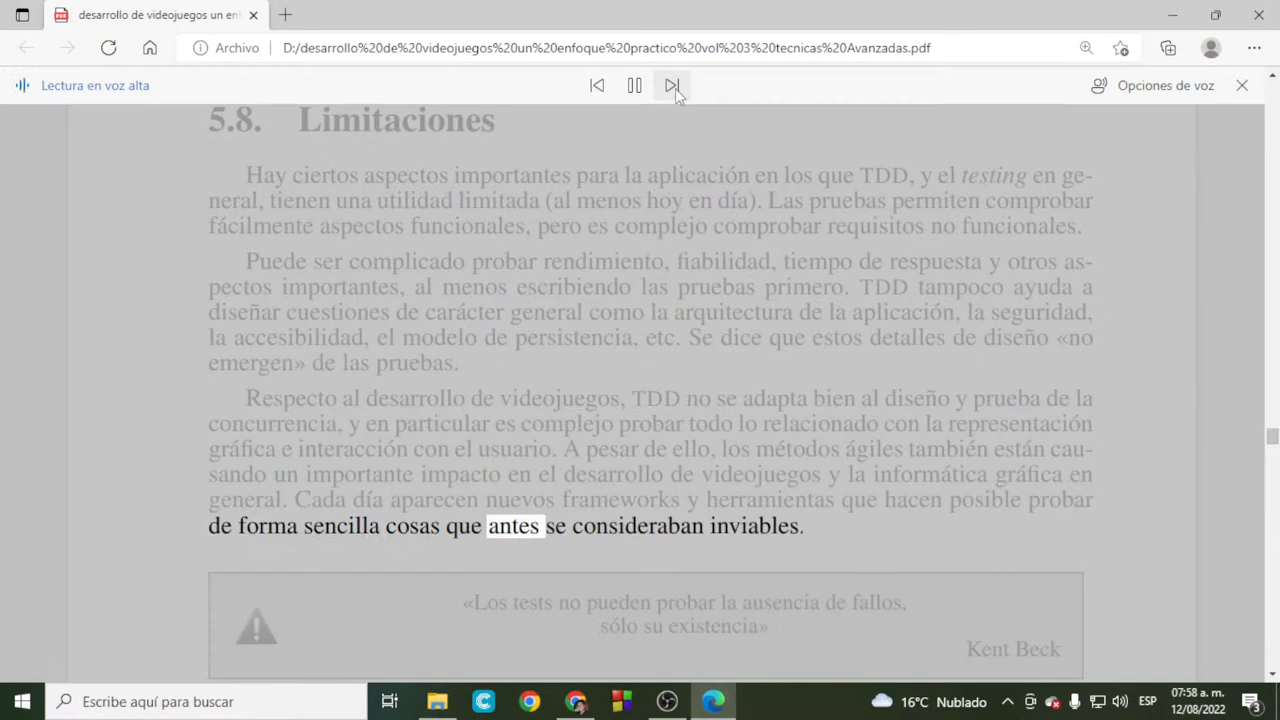 desarrollo de videojuegos un en
Archivo
D:/desarrollo%20de%20videojuegos%20un%20enfoque%20practico%20vol%203%20tecnicas%20Avanzadas.pdf
Lectura en voz alta
Opciones de voz
5.8. Limitaciones
Hay ciertos aspectos importantes para la aplicación en los que TDD, y el testing en ge-
neral, tienen una utilidad limitada (al menos hoy en día). Las pruebas permiten comprobar
fácilmente aspectos funcionales, pero es complejo comprobar requisitos no funcionales.
Puede ser complicado probar rendimiento, fiabilidad, tiempo de respuesta y otros as-
pectos importantes, al menos escribiendo las pruebas primero. TDD tampoco ayuda a
diseñar cuestiones de carácter general como la arquitectura de la aplicación, la seguridad,
la accesibilidad, el modelo de persistencia, etc. Se dice que estos detalles de diseño «no
emergen» de las pruebas.
Respecto al desarrollo de videojuegos, TDD no se adapta bien al diseño y prueba de la
concurrencia, y en particular es complejo probar todo lo relacionado con la representación
gráfica e interacción con el usuario. A pesar de ello, los métodos ágiles también están cau-
sando un importante impacto en el desarrollo de videojuegos y la informática gráfica en
general. Cada día aparecen nuevos frameworks y herramientas que hacen posible probar
de forma sencilla cosas que antes se consideraban inviables.
«Los tests no pueden probar la ausencia de fallos,
sólo su existencia»
Kent Beck
Escribe aquí para buscar
16°C Nublado
ESP
07:58 a. m.
12/08/2022
3